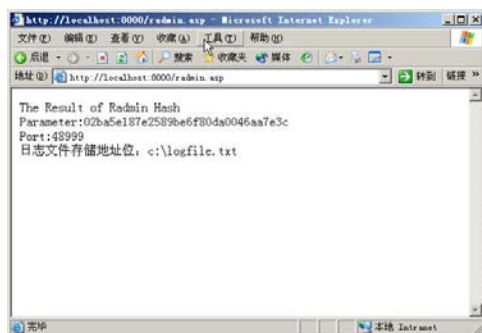 http://localhost:8000/radmin.asp - Microsoft Internet Explorer
文件(F) 编辑(E) 查看(V) 收藏(A) 工具(T) 帮助(H)
后退 搜索 收藏夹 媒体
地址(D) http://localhost:8000/radmin.asp 转到 链接 »
The Result of Radmin Hash
Parameter:02ba5e187e2589be6f80da0046aa7e3c
Port:48999
日志文件存储地址位：c:\logfile.txt
完毕 本地 Intranet